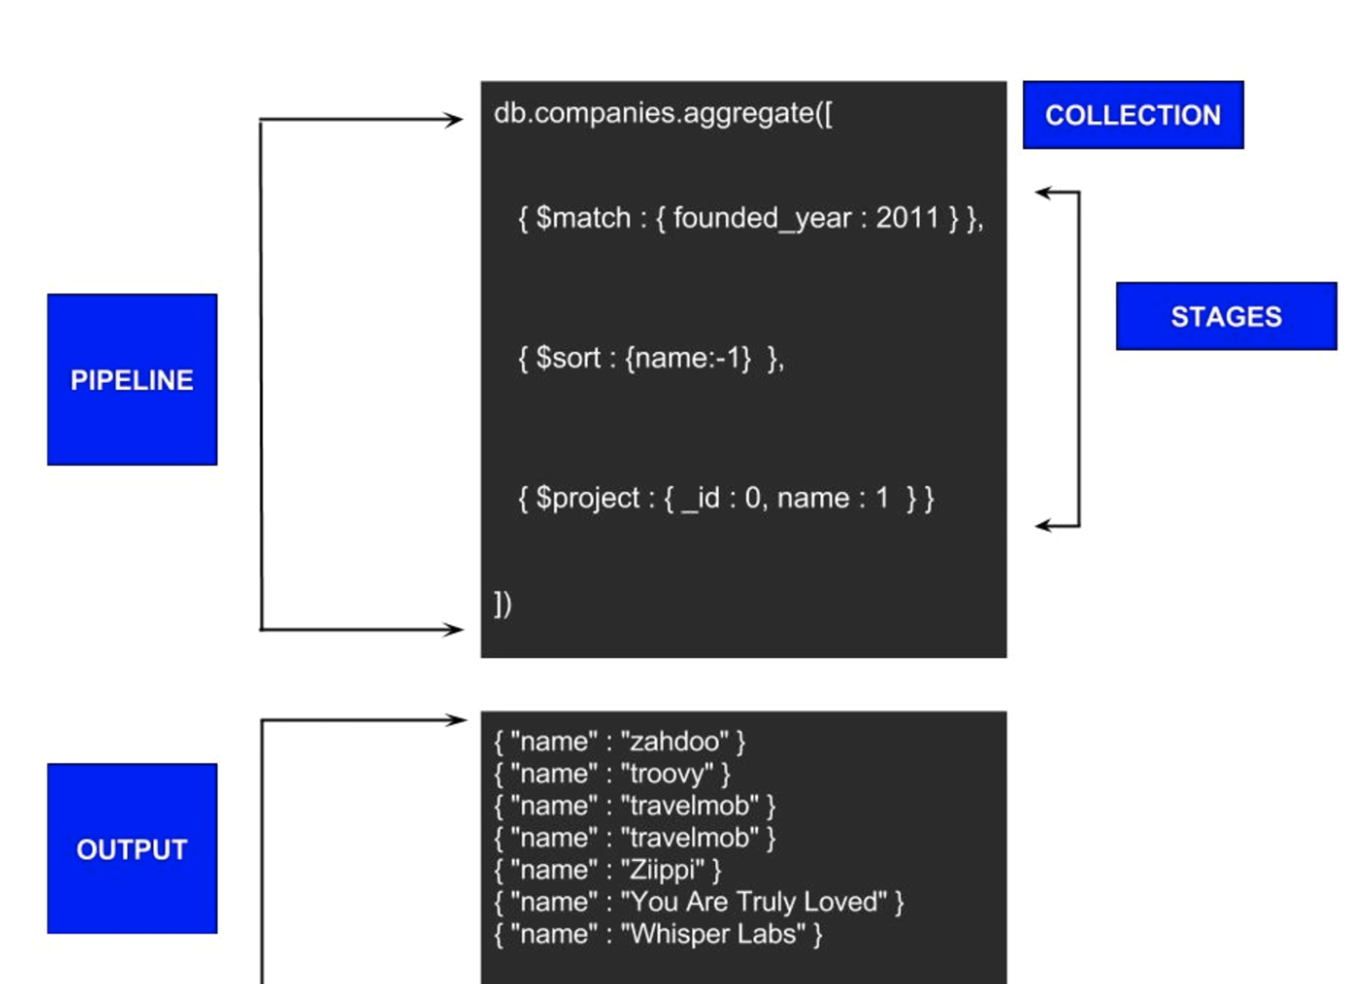 db.companies.aggregate([
COLLECTION
{ $match : { founded_year : 2011 } },
STAGES
{ $sort : {name:-1}  },
PIPELINE
{ $project : { _id : 0, name : 1  } }
])
{ "name" : "zahdoo" }
{ "name" : "troovy" }
{ "name" : "travelmob" }
{ "name" : "travelmob" }
OUTPUT
{ "name" : "Ziippi" }
{ "name" : "You Are Truly Loved" }
{ "name" : "Whisper Labs" }